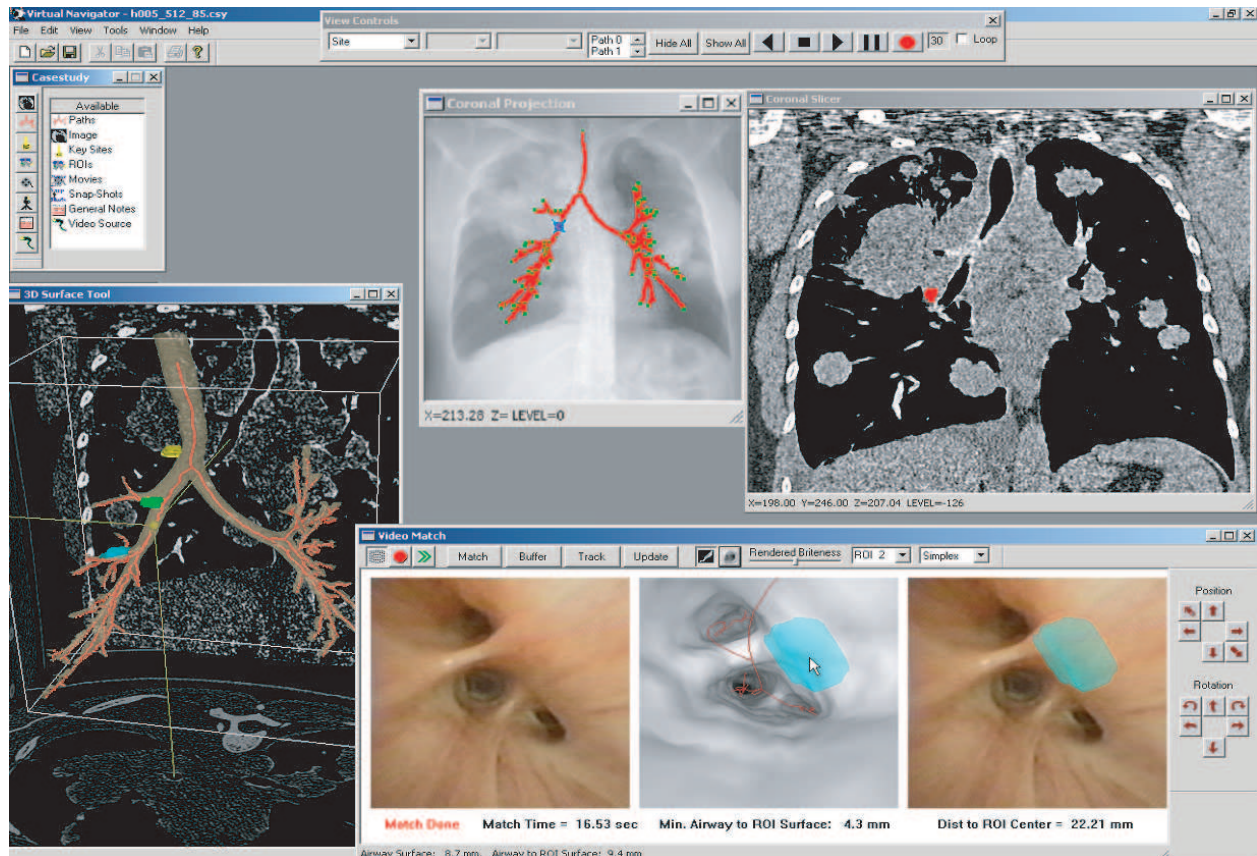 Virtual Navigator - h005_512_85.csy
File Edit View Tools Window Help
View Controls
Site
Path 0
Path 1
Hide All
Show All
30
Loop
Casestudy
Available
Paths
Image
Key Sites
ROIs
Movies
Snap-Shots
General Notes
Video Source
Coronal Projection
X=213.28 Z= LEVEL=0
Coronal Slicer
X=198.00 Y=246.00 Z=207.04 LEVEL=-126
3D Surface Tool
Video Match
Match Buffer Track Update Rendered Briteness ROI 2 Simplex
Position
Rotation
Match Done Match Time = 16.53 sec Min. Airway to ROI Surface: 4.3 mm Dist to ROI Center = 22.21 mm
Airway Surface: 8.7 mm, Airway to ROI Surface: 9.4 mm